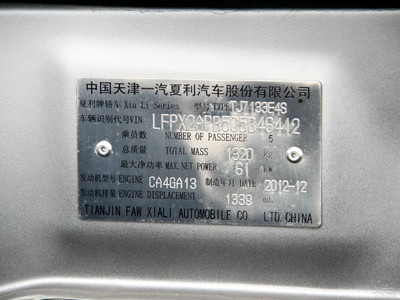 中国天津一汽夏利汽车股份有限公司
夏利牌轿车 Xia Li Series 型号 TYPE TJ7133E4S
车辆识别代号VIN
乘员数 NUMBER OF PASSENGER 5
总质量 TOTAL MASS 1320 kg
最大净功率 MAX.NET POWER 61
发动机型号 ENGINE CA4GA13 制造年月 DATE 2012-12
发动机排量 ENGINE DISPLACEMENT 1339 mL
TIANJIN FAW XIALI AUTOMOBILE CO LTD.CHINA